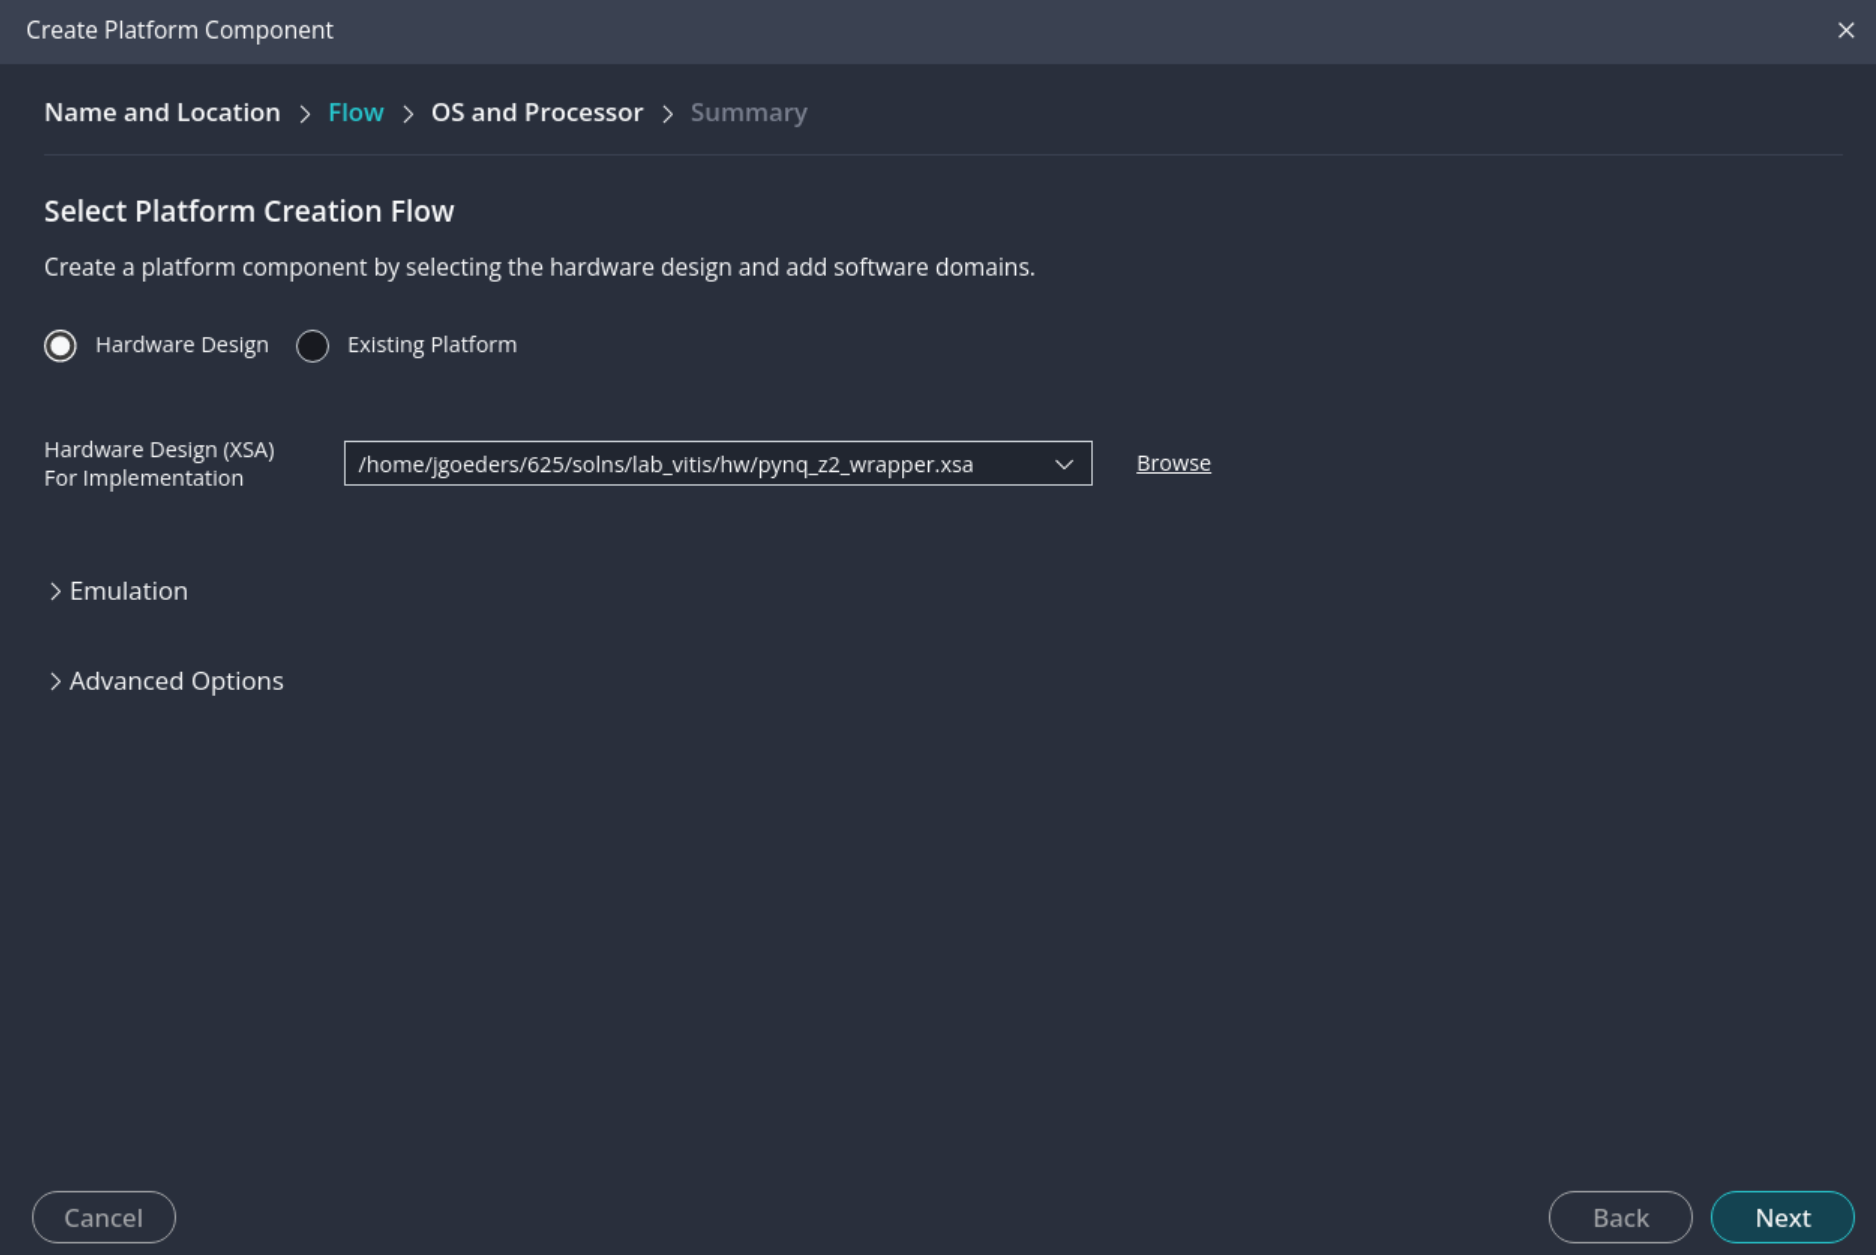 Create Platform Component
Name and Location > Flow > OS and Processor > Summary
Select Platform Creation Flow
Create a platform component by selecting the hardware design and add software domains.
Hardware Design Existing Platform
Hardware Design (XSA)
For Implementation
/home/jgoeders/625/solns/lab_vitis/hw/pynq_z2_wrapper.xsa
Browse
Emulation
Advanced Options
Cancel
Back
Next